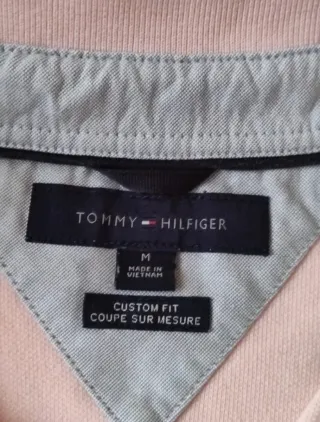 TOMMY HILFIGER
M
MADE IN
VIETNAM
CUSTOM FIT
COUPE SUR MESURE